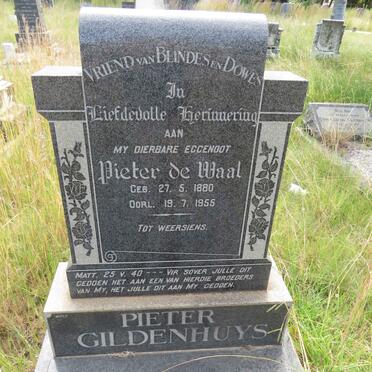 VRIEND VAN BLINDES EN DOWES
In
Liefdevolle Herinnering
AAN
MY DIERBARE EGGENOOT
Pieter de Waal
GEB. 27. 5. 1880
OORL. 19. 7. 1955
TOT WEERSIENS.
MATT. 25 V. 40 --- VIR SOVER JULLE DIT
GEDOEN HET AAN EEN VAN HIERDIE BROEDERS
VAN MY, HET JULLE DIT AAN MY GEDOEN.
PIETER
GILDENHUYS